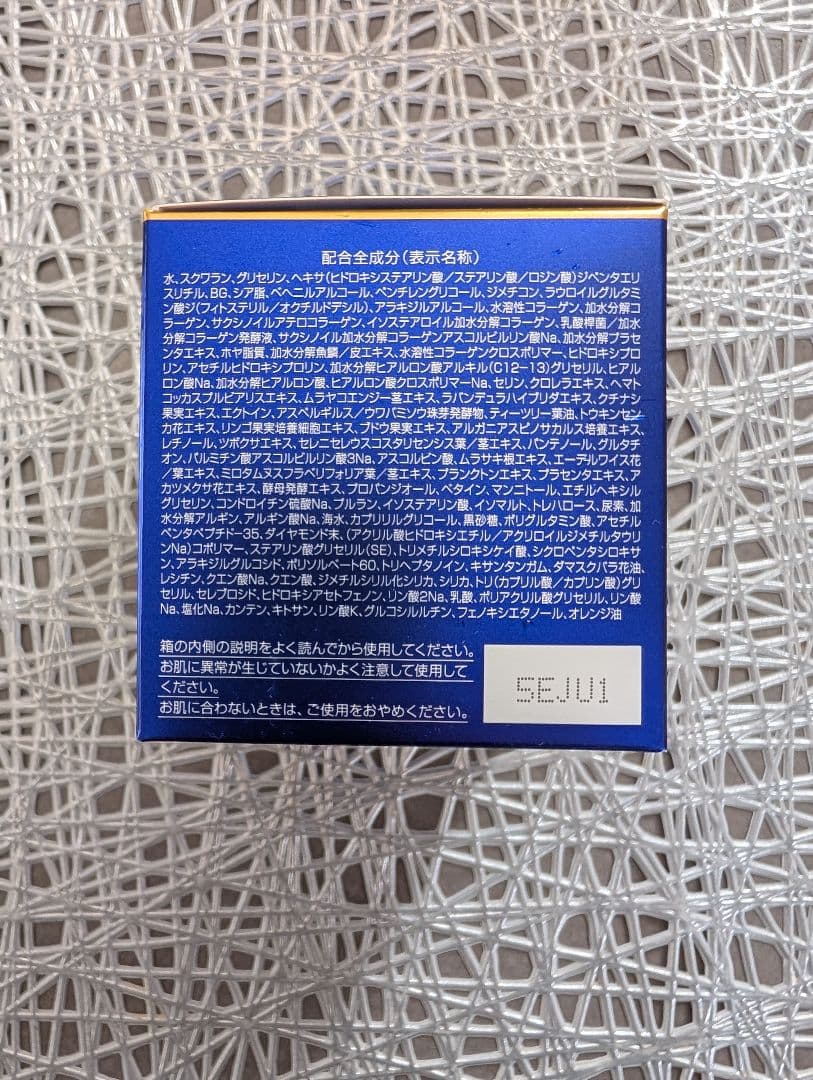 配合全成分(表示名称)
水、スクワラン、グリセリン、ヘキサ(ヒドロキシステアリン酸/ステアリン酸/ロジン酸)ジペンタエリ
スリチル、BG、シア脂、ベヘニルアルコール、ペンチレングリコール、ジメチコン、ラウロイルグルタミ
ン酸ジ(フィトステリル/オクチルドデシル)、アラキジルアルコール、水溶性コラーゲン、加水分解コ
ラーゲン、サクシノイルアテロコラーゲン、イソステアロイル加水分解コラーゲン、乳酸桿菌/加
水分解コラーゲン発酵液、サクシノイル加水分解コラーゲンアスコルビルリン酸Na、加水分解プラセ
ンタエキス、ホヤ脂質、加水分解魚鱗/皮エキス、水溶性コラーゲンクロスポリマー、ヒドロキシプロ
リン、アセチルヒドロキシプロリン、加水分解ヒアルロン酸アルキル(C12-13)グリセリル、ヒアル
ロン酸Na、加水分解ヒアルロン酸、ヒアルロン酸クロスポリマーNa、セリン、クロレラエキス、ヘマト
コッカスプルビアリスエキス、ムラヤコエンジー茎エキス、ラバンデュラハイブリダエキス、クチナシ
果実エキス、エクトイン、アスペルギルス/ウワバミソウ珠芽発酵物、ティーツリー葉油、トウキンセン
カ花エキス、リンゴ果実培養細胞エキス、ブドウ果実エキス、アルガニアスピノサカルス培養エキス、
レチノール、ツボクサエキス、セレニセレウスコスタリセンシス葉/茎エキス、パンテノール、グルタチ
オン、パルミチン酸アスコルビルリン酸3Na、アスコルビン酸、ムラサキ根エキス、エーデルワイス花
/葉エキス、ミロタムヌスフラベリフォリア葉/茎エキス、プランクトンエキス、プラセンタエキス、ア
カツメクサ花エキス、酵母発酵エキス、プロパンジオール、ベタイン、マンニトール、エチルヘキシル
グリセリン、コンドロイチン硫酸Na、プルラン、イソステアリン酸、イソマルト、トレハロース、尿素、加
水分解アルギン、アルギン酸Na、海水、カプリリルグリコール、黒砂糖、ポリグルタミン酸、アセチル
ペンタペプチド-35、ダイヤモンド末、(アクリル酸ヒドロキシエチル/アクリロイルジメチルタウリ
ンNa)コポリマー、ステアリン酸グリセリル(SE)、トリメチルシロキシケイ酸、シクロペンタシロキサ
ン、アラキジルグルコシド、ポリソルベート60、トリヘプタノイン、キサンタンガム、ダマスクバラ花油、
レシチン、クエン酸Na、クエン酸、ジメチルシリル化シリカ、シリカ、トリ(カプリル酸/カプリン酸)グリ
セリル、セレブロシド、ヒドロキシアセトフェノン、リン酸2Na、乳酸、ポリアクリル酸グリセリル、リン酸
Na、塩化Na、カンテン、キトサン、リン酸K、グルコシルルチン、フェノキシエタノール、オレンジ油
箱の内側の説明をよく読んでから使用してください。
お肌に異常が生じていないかよく注意して使用して
ください。
お肌に合わないときは、ご使用をおやめください。
5EJU1